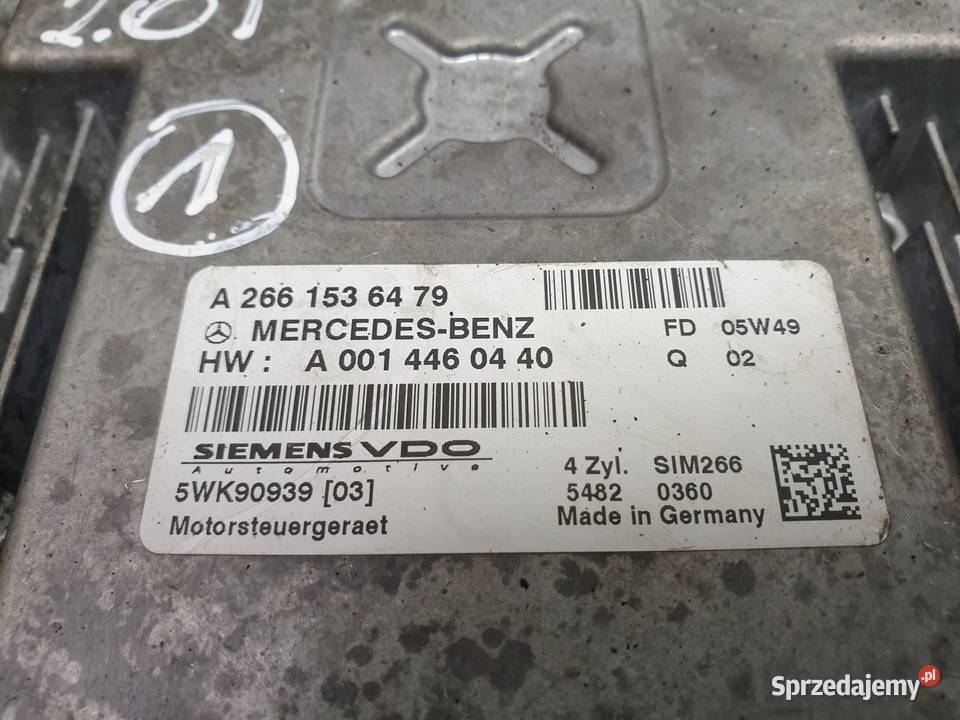 2.0i
1
A 266 153 64 79
MERCEDES-BENZ FD 05W49
HW : A 001 446 04 40 Q 02
SIEMENS VDO
Automotive
4 Zyl. SIM266
5WK90939 [03] 5482 0360
Motorsteuergeraet Made in Germany
Sprzedajemy.pl